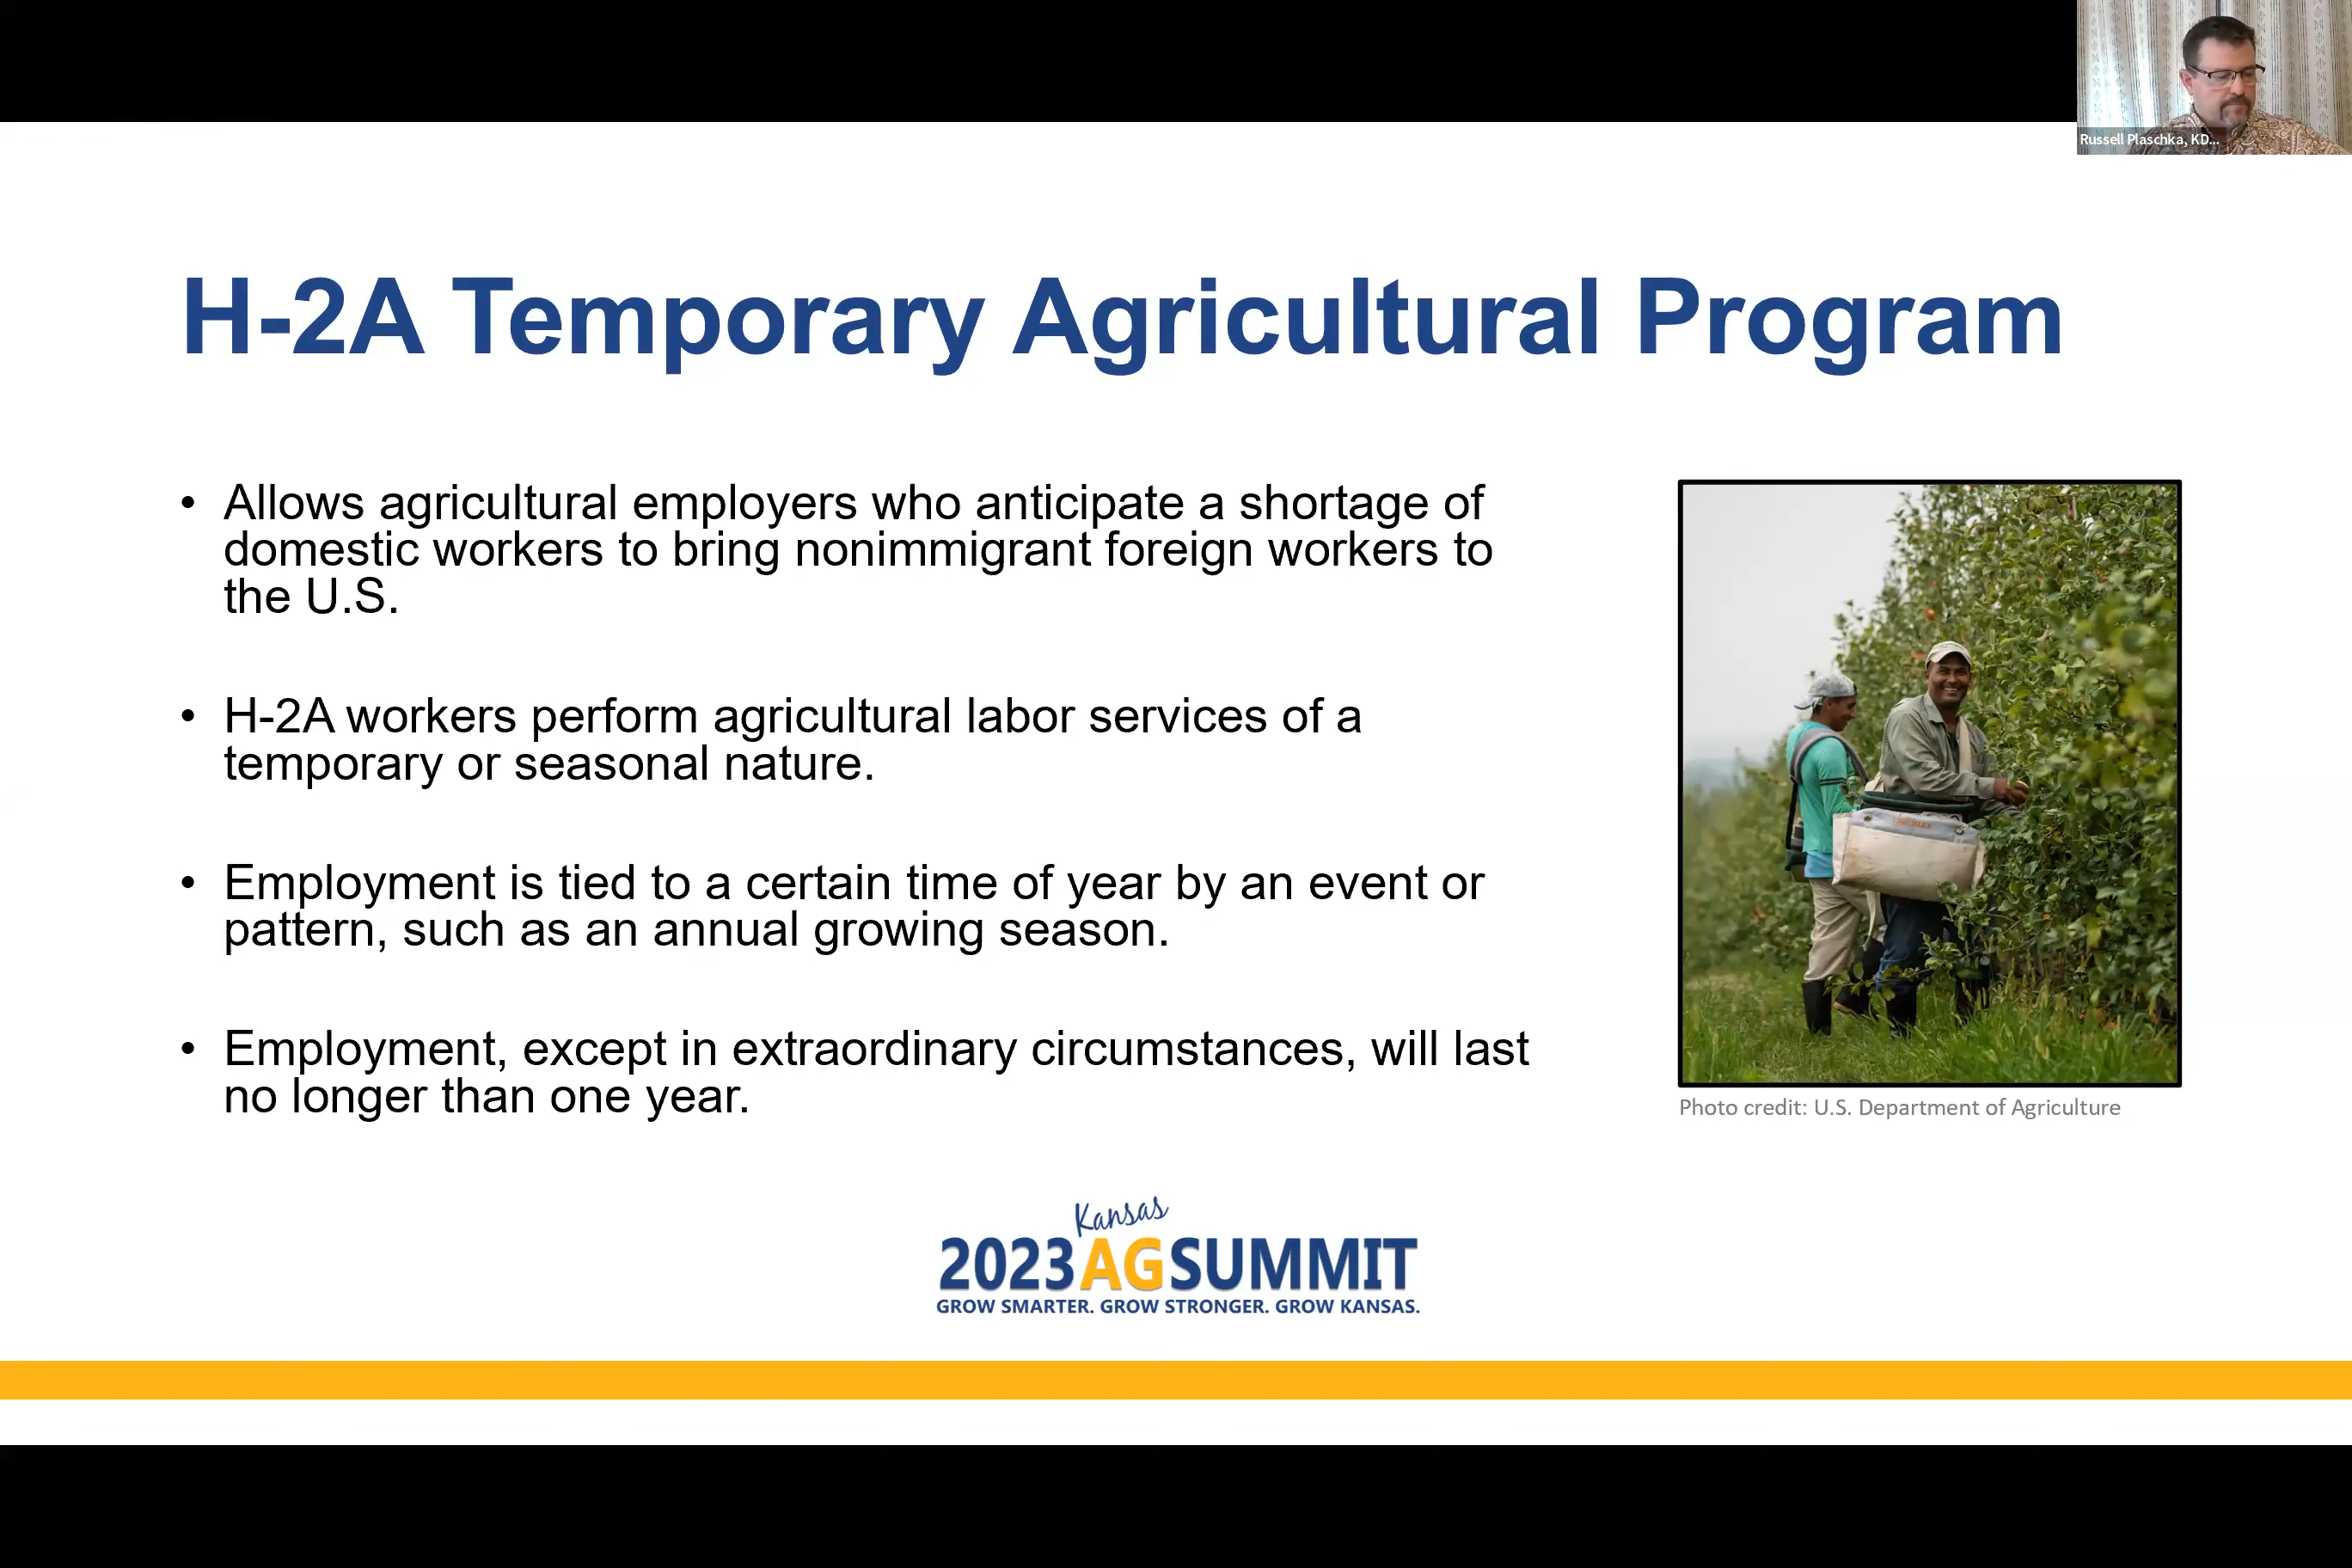 Russell Plaschka, KD...
H-2A Temporary Agricultural Program
• Allows agricultural employers who anticipate a shortage of
domestic workers to bring nonimmigrant foreign workers to
the U.S.
• H-2A workers perform agricultural labor services of a
temporary or seasonal nature.
• Employment is tied to a certain time of year by an event or
pattern, such as an annual growing season.
• Employment, except in extraordinary circumstances, will last
no longer than one year.
Photo credit: U.S. Department of Agriculture
Kansas
2023 AG SUMMIT
GROW SMARTER. GROW STRONGER. GROW KANSAS.